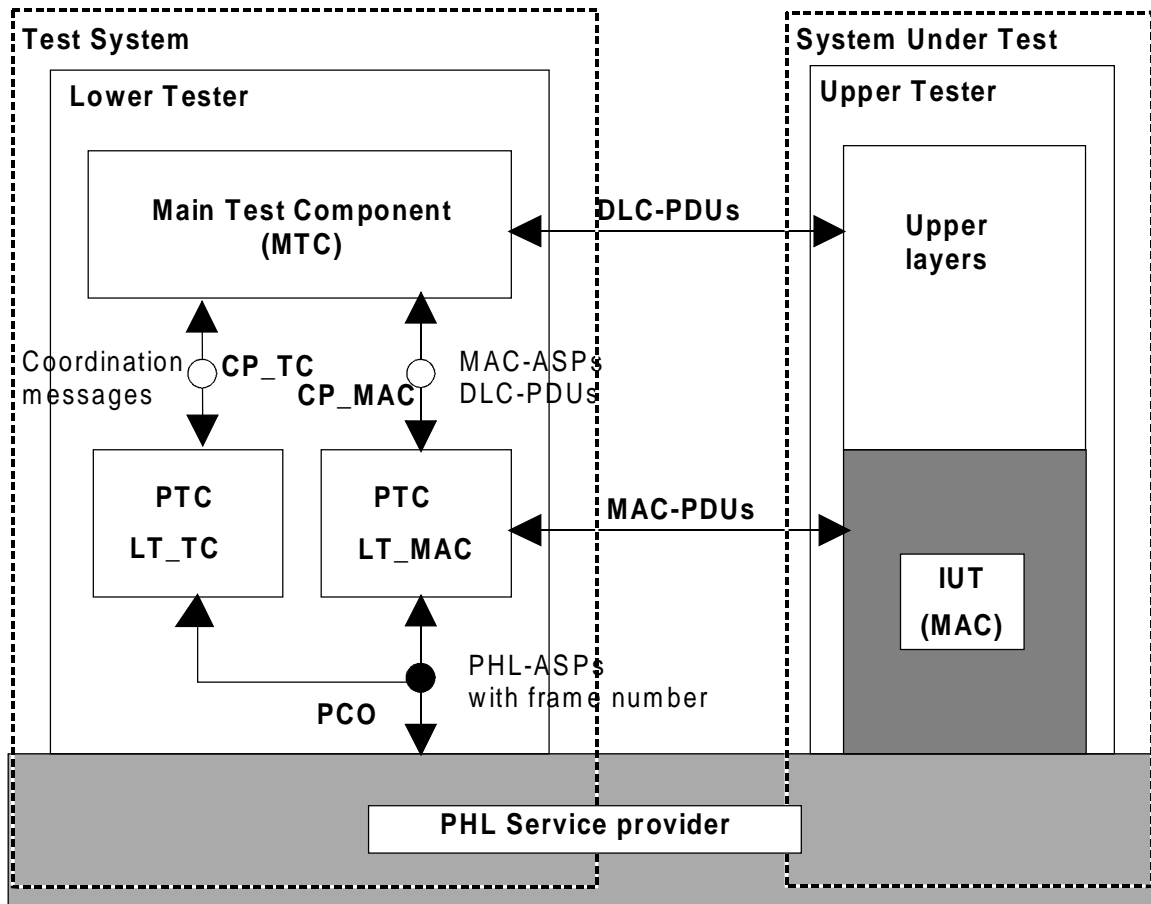 Test System
System Under Test
Lower Tester
Upper Tester
Main Test Component
(MTC)
DLC-PDUs
Upper
layers
Coordination
messages
CP_TC
CP_MAC
MAC-ASPs
DLC-PDUs
PTC
LT_TC
PTC
LT_MAC
MAC-PDUs
IUT
(MAC)
PHL-ASPs
with frame number
PCO
PHL Service provider